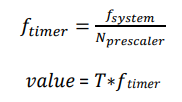 f_timer = f_system / N_prescaler
value = T*f_timer